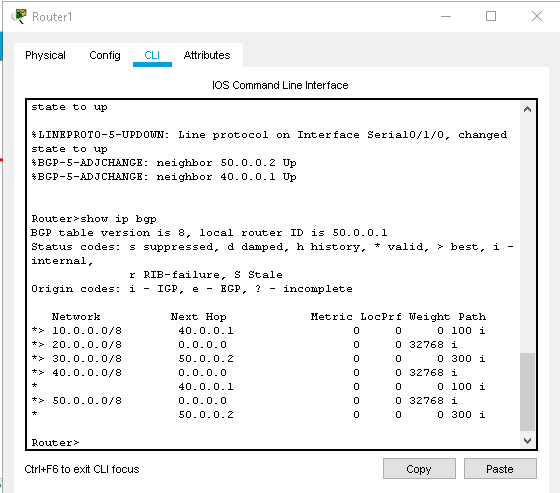 Router1
Physical Config CLI Attributes
IOS Command Line Interface
state to up
%LINEPROTO-5-UPDOWN: Line protocol on Interface Serial0/1/0, changed
state to up
%BGP-5-ADJCHANGE: neighbor 50.0.0.2 Up
%BGP-5-ADJCHANGE: neighbor 40.0.0.1 Up
Router>show ip bgp
BGP table version is 8, local router ID is 50.0.0.1
Status codes: s suppressed, d damped, h history, * valid, > best, i -
internal,
              r RIB-failure, S Stale
Origin codes: i - IGP, e - EGP, ? - incomplete
   Network          Next Hop            Metric LocPrf Weight Path
*> 10.0.0.0/8       40.0.0.1                 0    0     0 100 i
*> 20.0.0.0/8       0.0.0.0                  0    0 32768 i
*> 30.0.0.0/8       50.0.0.2                 0    0     0 300 i
*> 40.0.0.0/8       0.0.0.0                  0    0 32768 i
*                   40.0.0.1                 0    0     0 100 i
*> 50.0.0.0/8       0.0.0.0                  0    0 32768 i
*                   50.0.0.2                 0    0     0 300 i
Router>
Ctrl+F6 to exit CLI focus
Copy Paste